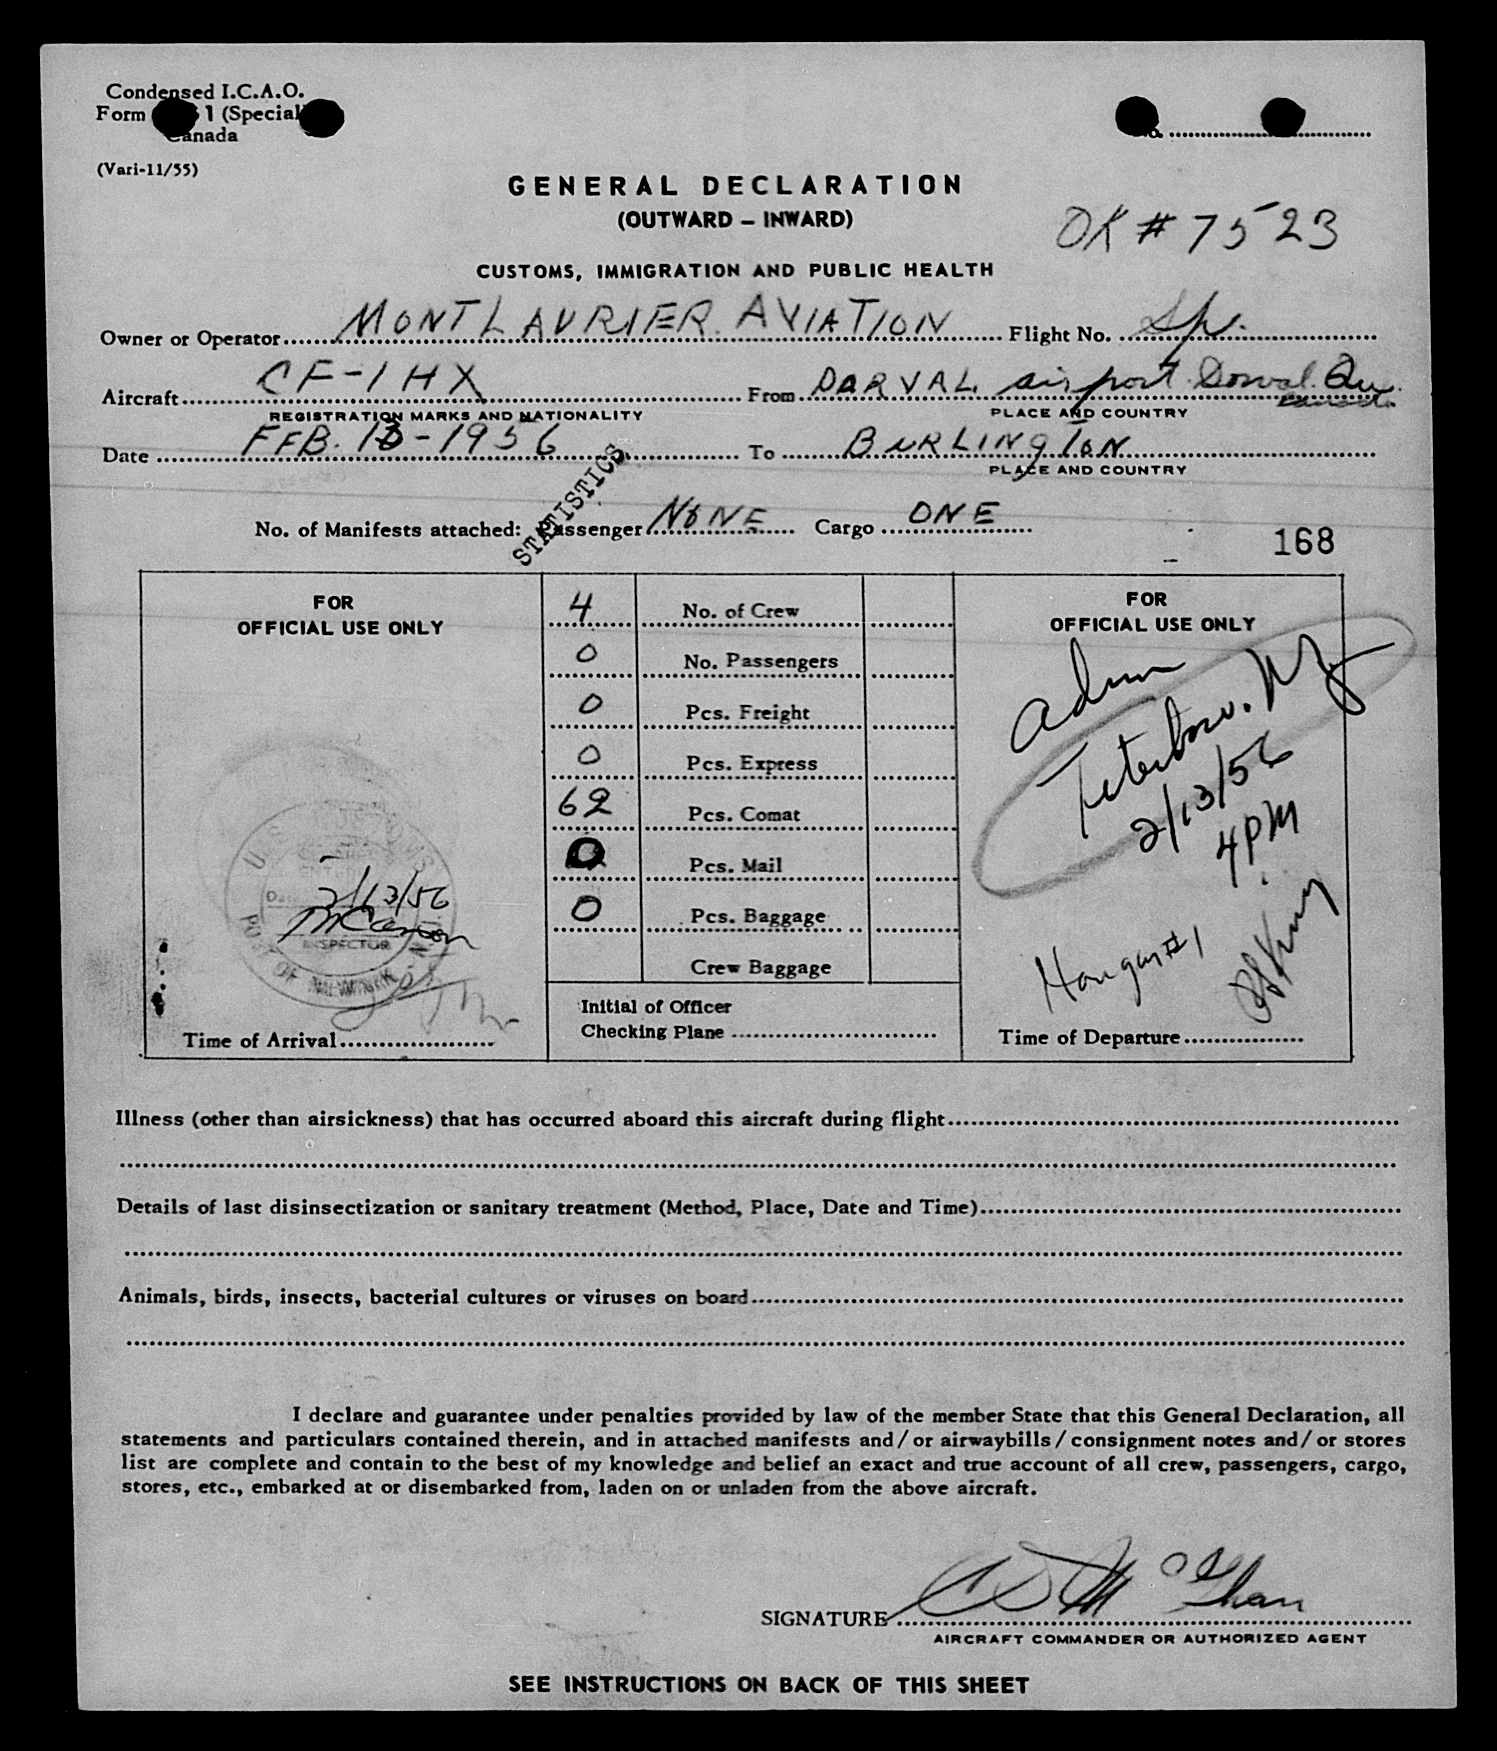 Condensed I.C.A.O.
Form 1 (Special
Canada
(Vari-11/55)
GENERAL DECLARATION
(OUTWARD – INWARD)
OK # 7523
CUSTOMS, IMMIGRATION AND PUBLIC HEALTH
Owner or Operator MONT LAURIER AVIATION Flight No. Sp.
Aircraft CF-IHX From DORVAL airport Dorval. Qu. Canada
REGISTRATION MARKS AND NATIONALITY PLACE AND COUNTRY
Date FEB. 13-1956 To BURLINGTON
PLACE AND COUNTRY
STATISTICS
No. of Manifests attached: Passenger NONE Cargo ONE
168
FOR
OFFICIAL USE ONLY
4 No. of Crew
0 No. Passengers
0 Pcs. Freight
0 Pcs. Express
62 Pcs. Comat
0 Pcs. Mail
0 Pcs. Baggage
Crew Baggage
Initial of Officer
Checking Plane
U.S. CUSTOMS
2/13/56
INSPECTOR
PORT OF NEWARK
Time of Arrival
FOR
OFFICIAL USE ONLY
Adm
Teterboro. NJ
2/13/56
4 PM
Hangar #1
Time of Departure
Illness (other than airsickness) that has occurred aboard this aircraft during flight
Details of last disinsectization or sanitary treatment (Method, Place, Date and Time)
Animals, birds, insects, bacterial cultures or viruses on board
I declare and guarantee under penalties provided by law of the member State that this General Declaration, all
statements and particulars contained therein, and in attached manifests and/or airwaybills/consignment notes and/or stores
list are complete and contain to the best of my knowledge and belief an exact and true account of all crew, passengers, cargo,
stores, etc., embarked at or disembarked from, laden on or unladen from the above aircraft.
SIGNATURE
AIRCRAFT COMMANDER OR AUTHORIZED AGENT
SEE INSTRUCTIONS ON BACK OF THIS SHEET